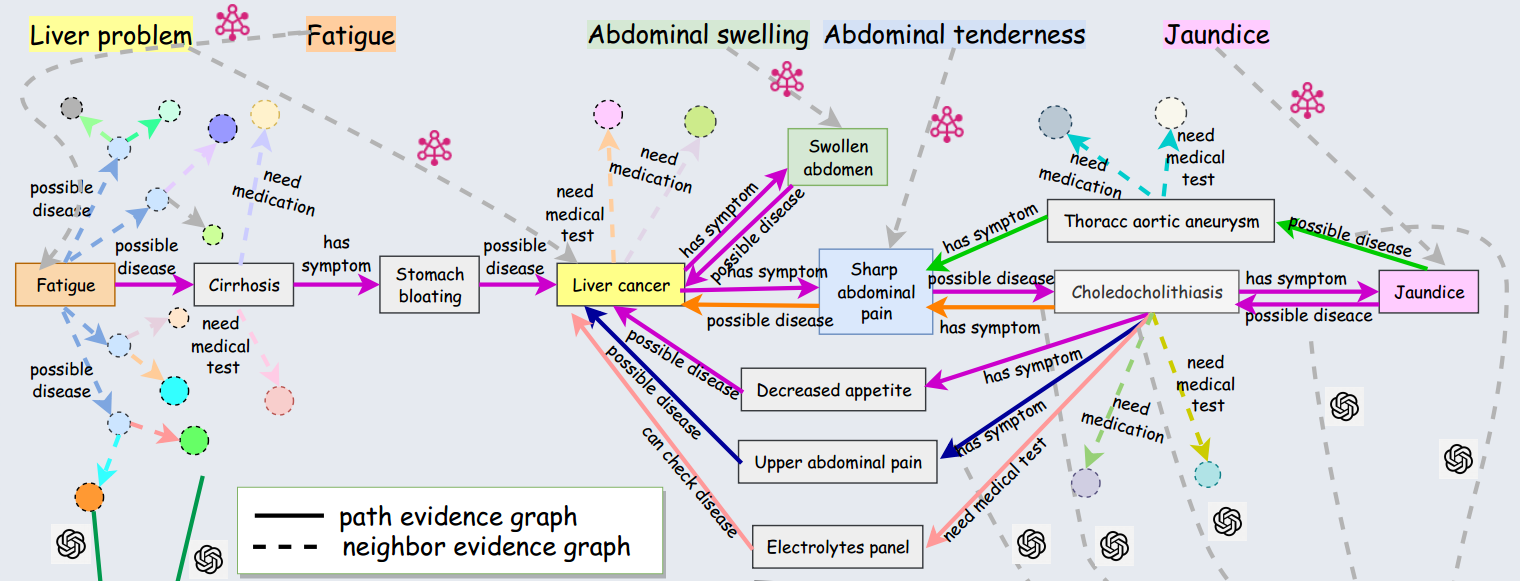 Liver problem
Fatigue
Abdominal swelling
Abdominal tenderness
Jaundice
possible
disease
need
medication
possible
disease
has
symptom
possible
disease
Fatigue
Cirrhosis
Stomach
bloating
Liver cancer
need
medical
test
need
medication
Swollen
abdomen
has symptom
possible disease
has symptom
possible disease
Sharp
abdominal
pain
has symptom
possible disease
has symptom
Thoracc aortic aneurysm
need
medication
need
medical
test
possible disease
Choledocholithiasis
has symptom
possible diseace
Jaundice
need
medical
test
possible
disease
possible disease
Decreased appetite
has symptom
possible disease
Upper abdominal pain
has symptom
can check disease
Electrolytes panel
need medical test
need
medication
need
medical
test
path evidence graph
neighbor evidence graph